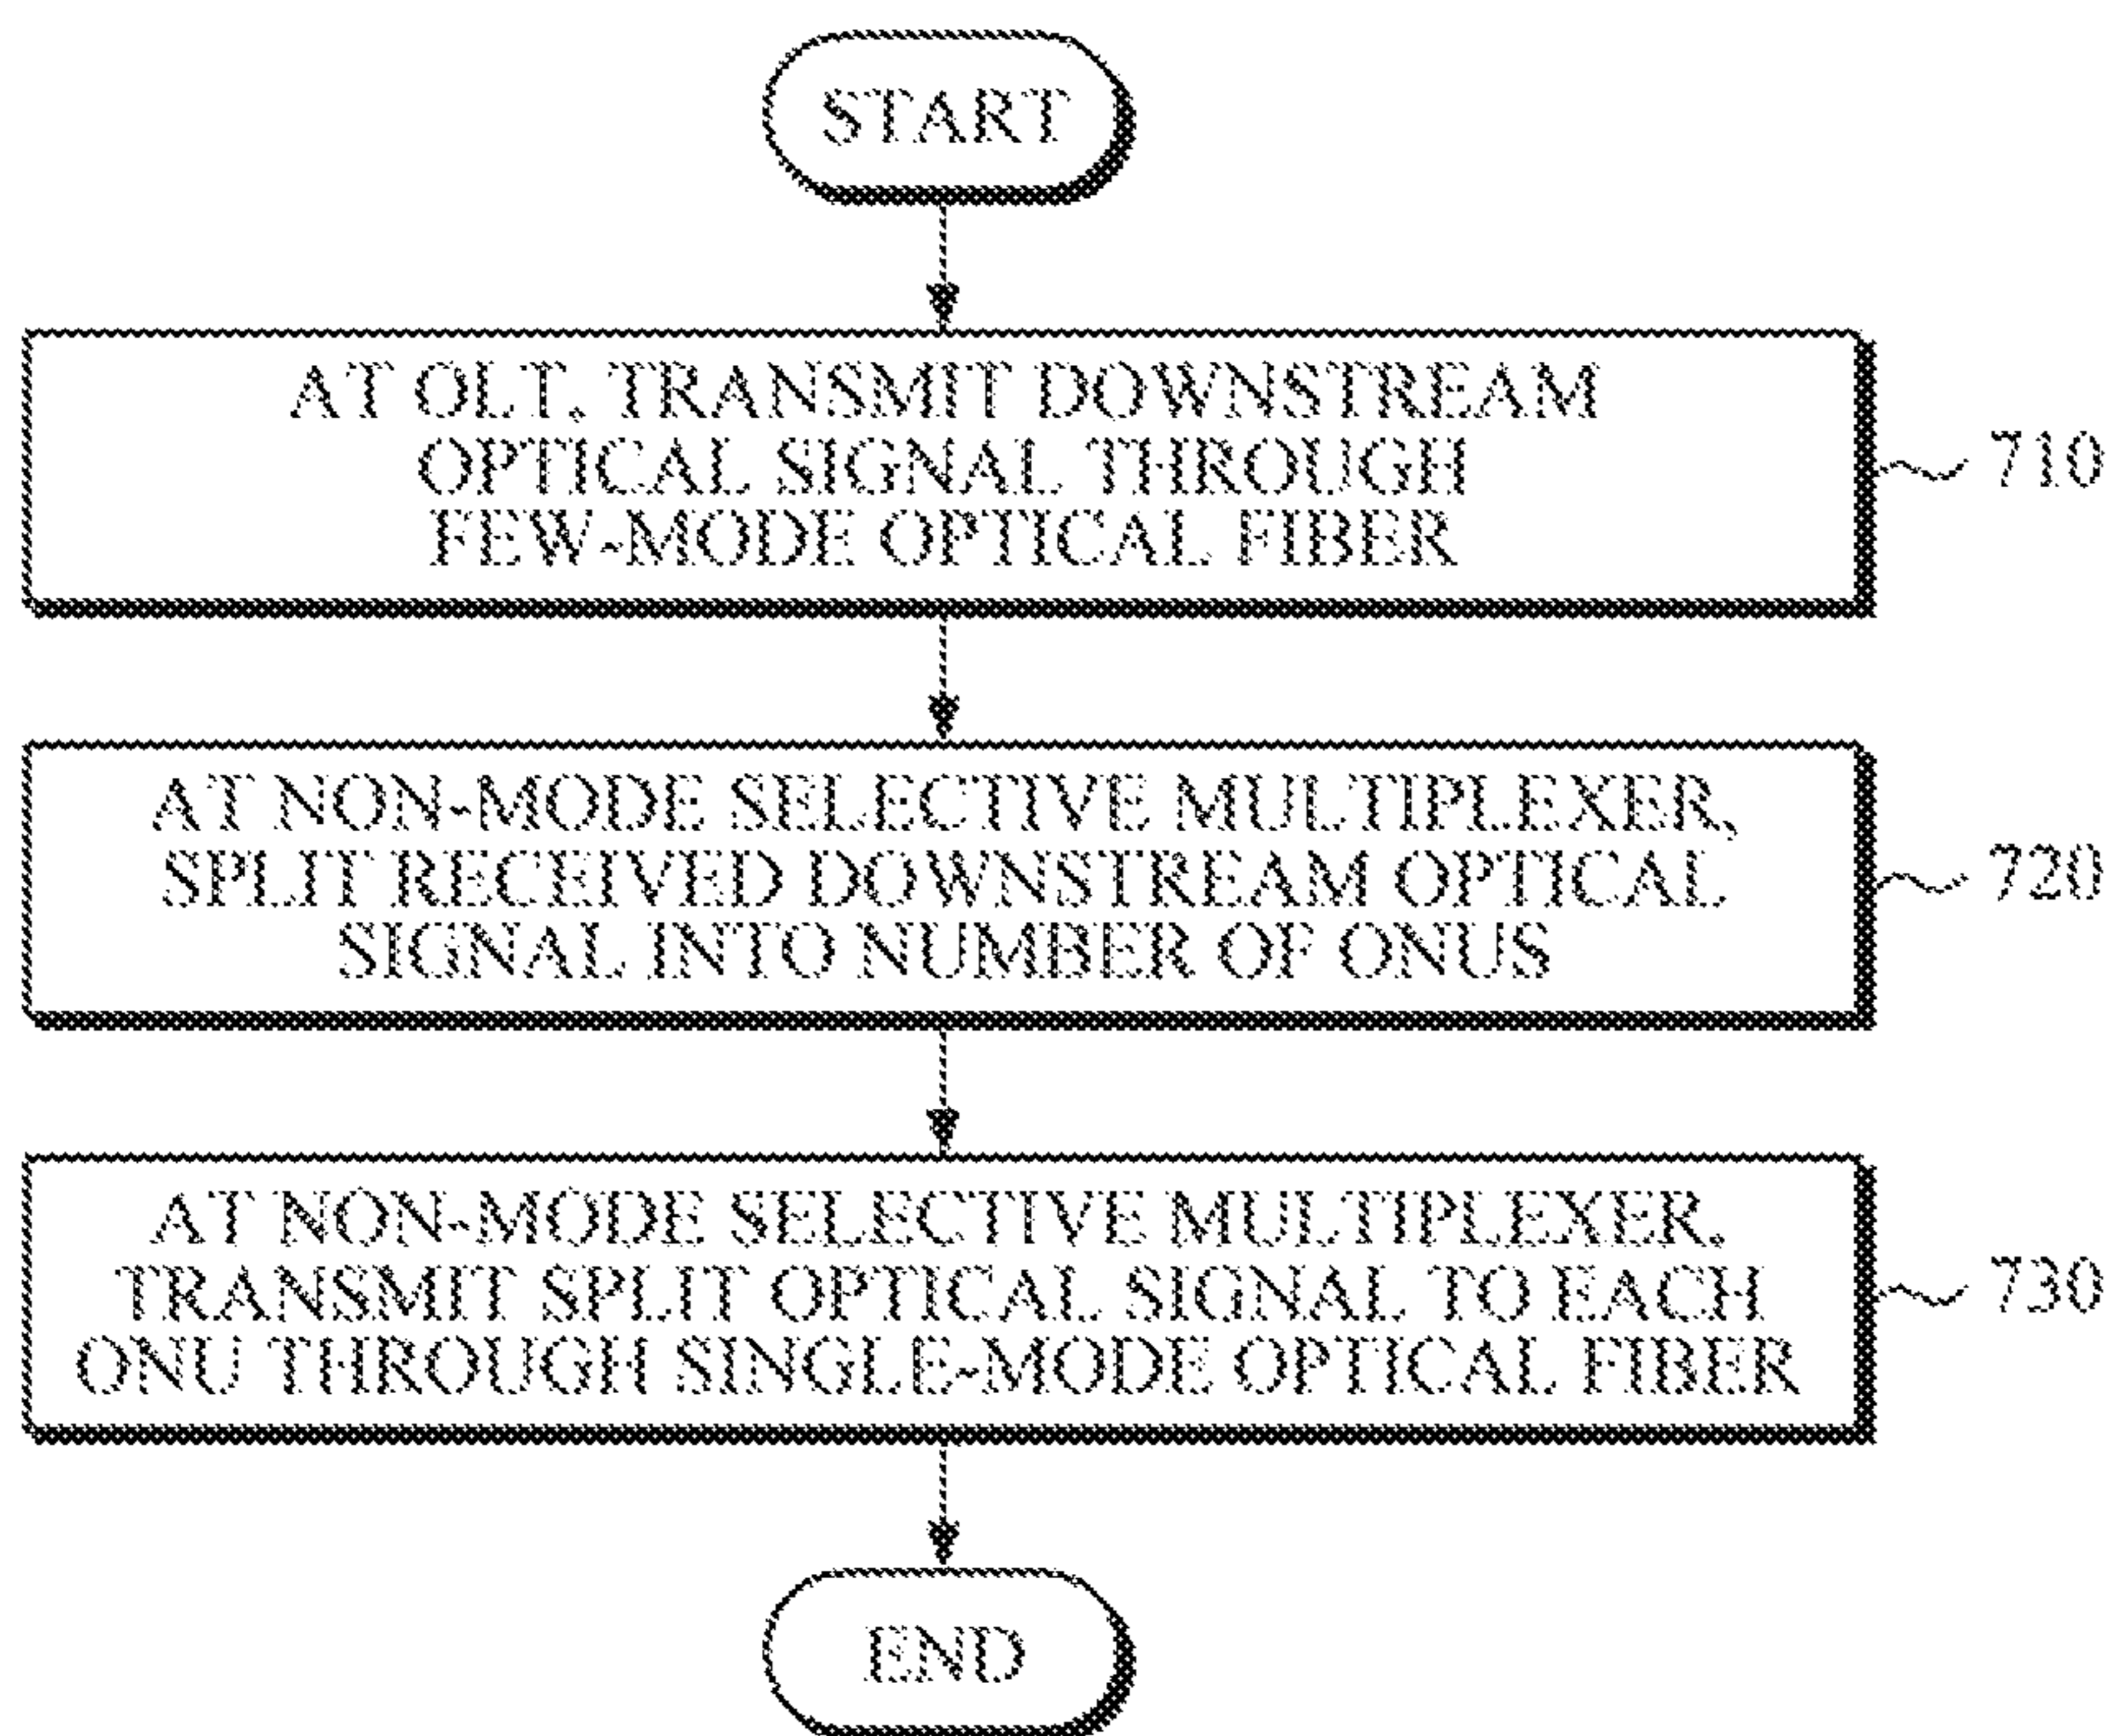 START
AT OLT, TRANSMIT DOWNSTREAM
OPTICAL SIGNAL THROUGH
FEW-MODE OPTICAL FIBER
710
AT NON-MODE SELECTIVE MULTIPLEXER,
SPLIT RECEIVED DOWNSTREAM OPTICAL
SIGNAL INTO NUMBER OF ONUS
720
AT NON-MODE SELECTIVE MULTIPLEXER,
TRANSMIT SPLIT OPTICAL SIGNAL TO EACH
ONU THROUGH SINGLE-MODE OPTICAL FIBER
730
END